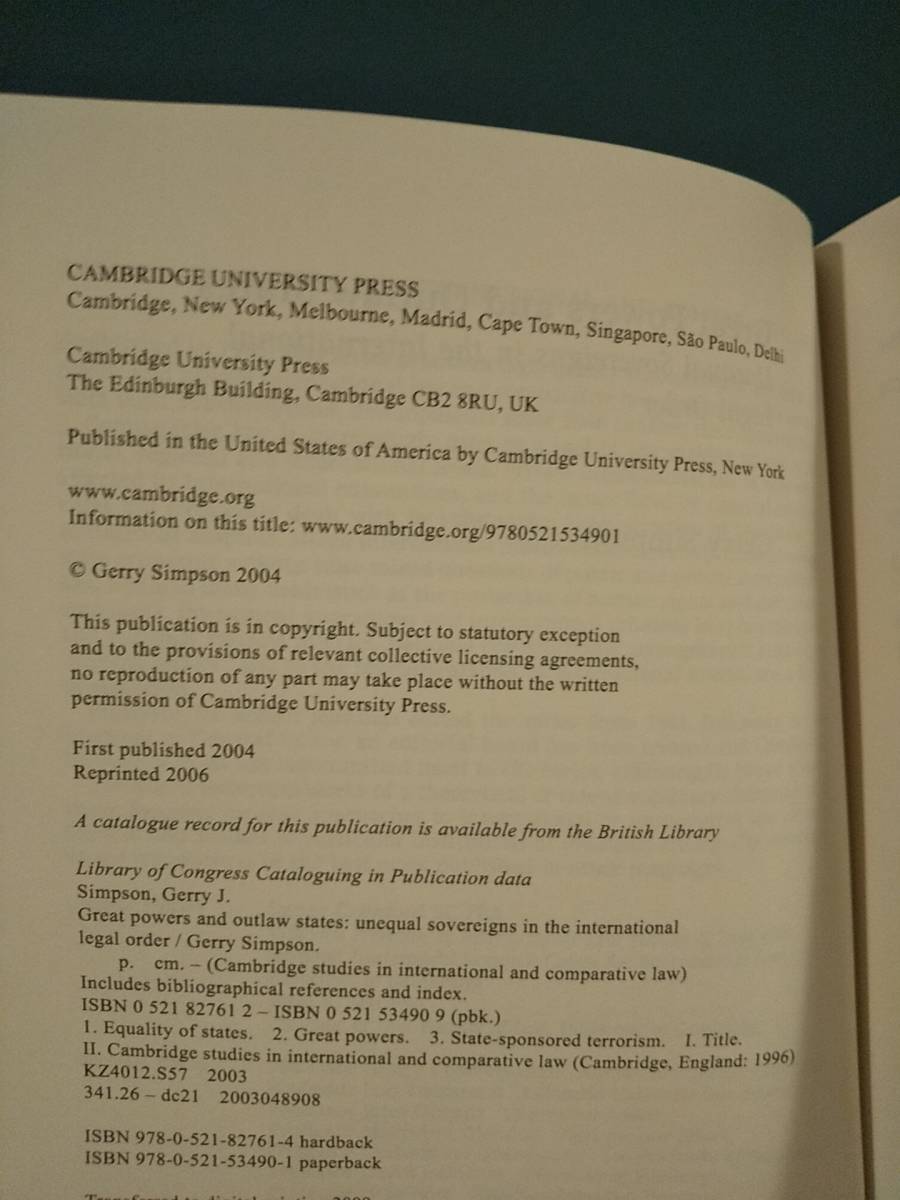 CAMBRIDGE UNIVERSITY PRESS
Cambridge, New York, Melbourne, Madrid, Cape Town, Singapore, São Paulo, Delhi
Cambridge University Press
The Edinburgh Building, Cambridge CB2 8RU, UK
Published in the United States of America by Cambridge University Press, New York
www.cambridge.org
Information on this title: www.cambridge.org/9780521534901
© Gerry Simpson 2004
This publication is in copyright. Subject to statutory exception
and to the provisions of relevant collective licensing agreements,
no reproduction of any part may take place without the written
permission of Cambridge University Press.
First published 2004
Reprinted 2006
A catalogue record for this publication is available from the British Library
Library of Congress Cataloguing in Publication data
Simpson, Gerry J.
Great powers and outlaw states: unequal sovereigns in the international
legal order / Gerry Simpson.
p. cm. – (Cambridge studies in international and comparative law)
Includes bibliographical references and index.
ISBN 0 521 82761 2 – ISBN 0 521 53490 9 (pbk.)
1. Equality of states. 2. Great powers. 3. State-sponsored terrorism. I. Title.
II. Cambridge studies in international and comparative law (Cambridge, England: 1996)
KZ4012.S57 2003
341.26 – dc21 2003048908
ISBN 978-0-521-82761-4 hardback
ISBN 978-0-521-53490-1 paperback